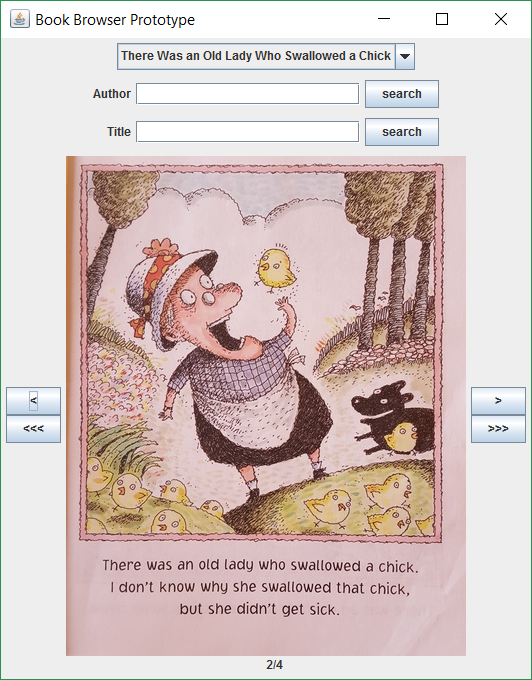 Book Browser Prototype
There Was an Old Lady Who Swallowed a Chick
Author
search
Title
search
<
>
<<<
>>>
There was an old lady who swallowed a chick.
I don't know why she swallowed that chick,
but she didn't get sick.
2/4